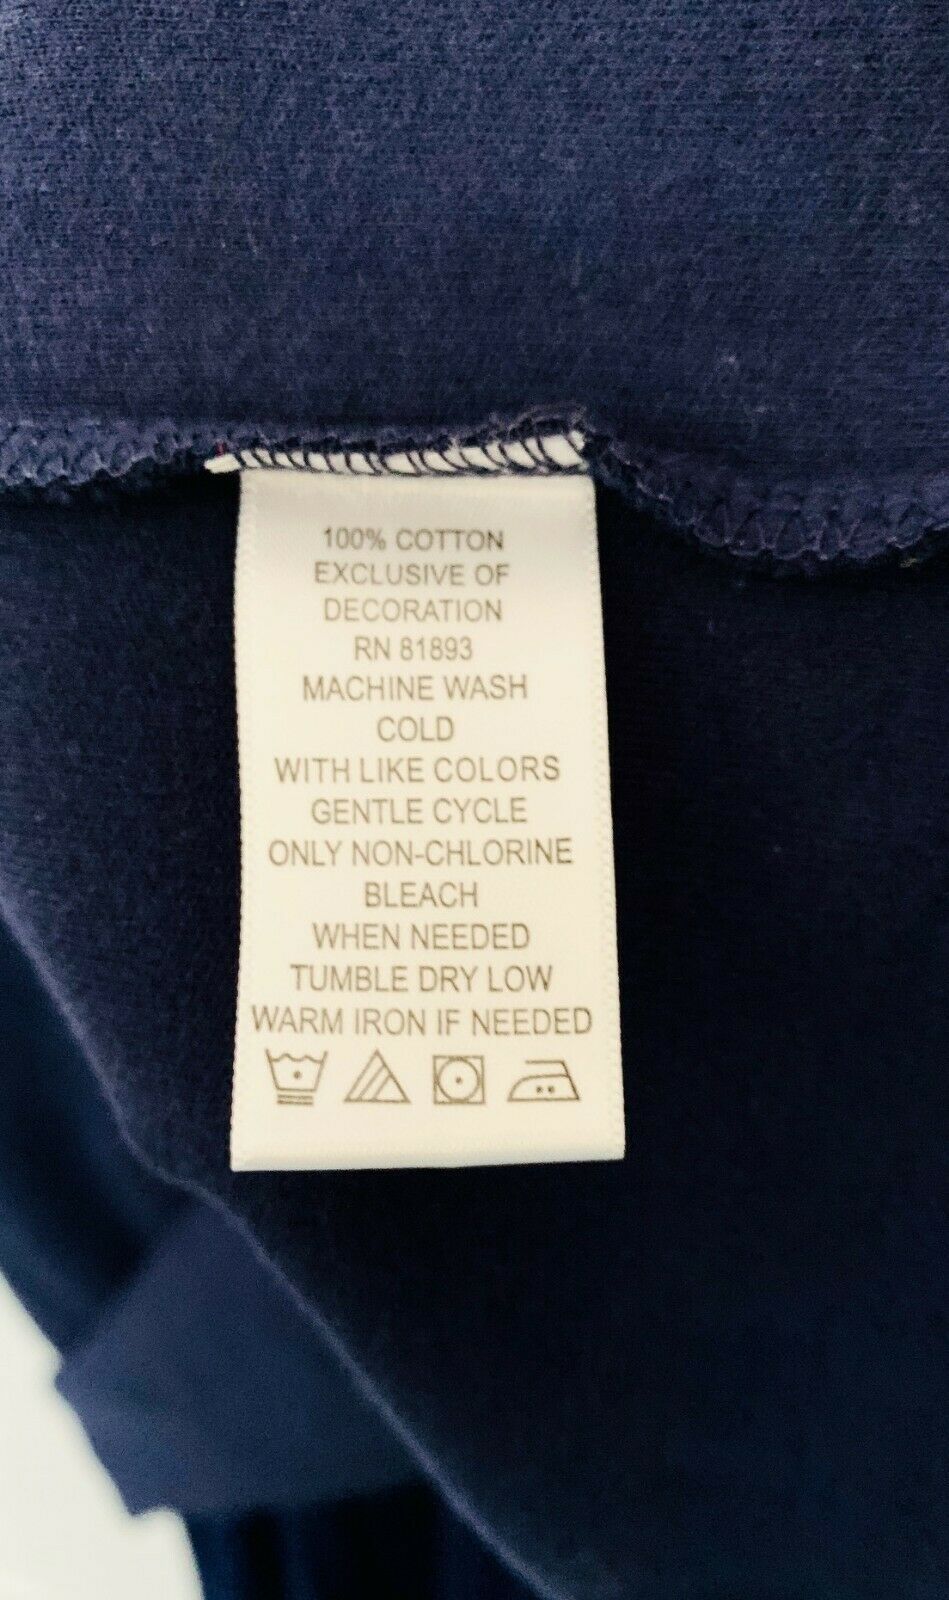 100% COTTON
EXCLUSIVE OF
DECORATION
RN 81893
MACHINE WASH
COLD
WITH LIKE COLORS
GENTLE CYCLE
ONLY NON-CHLORINE
BLEACH
WHEN NEEDED
TUMBLE DRY LOW
WARM IRON IF NEEDED